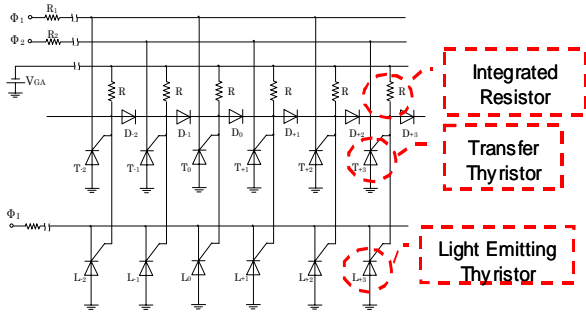 Φ1 R1
Φ2 R2
VGA
R R R R R R
D-2 D-1 D0 D+1 D+2 D+3
T-2 T-1 T0 T+1 T+2 T+3
ΦI
L-2 L-1 L0 L+1 L+2 L+3
Integrated
Resistor
Transfer
Thyristor
Light Emitting
Thyristor